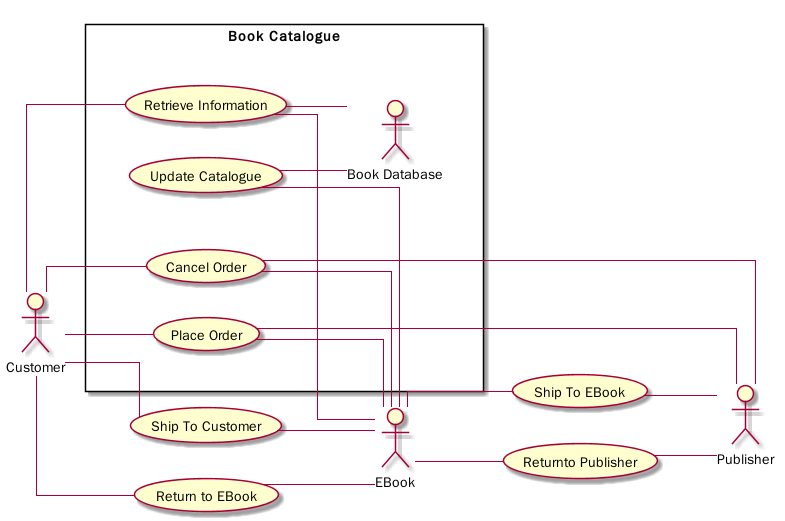 Book Catalogue
Retrieve Information
Book Database
Update Catalogue
Cancel Order
Place Order
Customer
Ship To EBook
Ship To Customer
Publisher
Returnto Publisher
EBook
Return to EBook